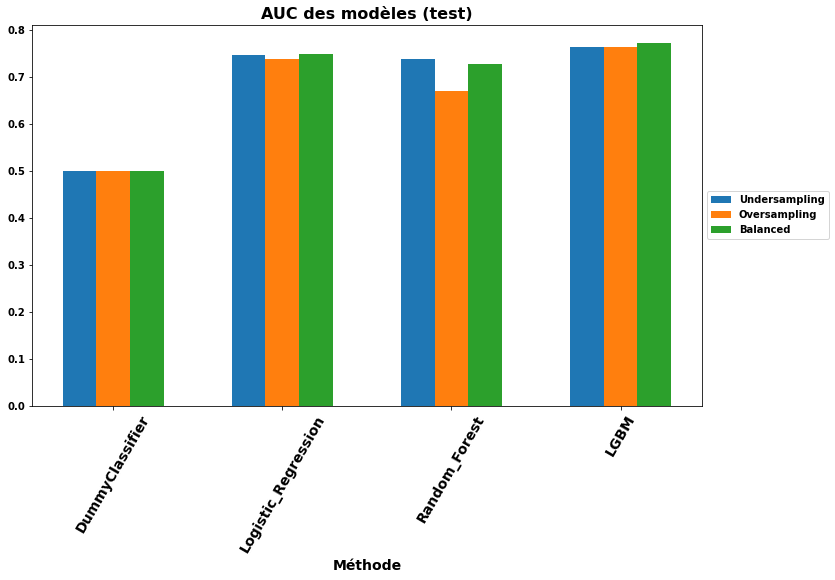 AUC des modèles (test)
0.8
0.7
0.6
0.5
0.4
0.3
0.2
0.1
0.0
Undersampling
Oversampling
Balanced
DummyClassifier
Logistic_Regression
Random_Forest
LGBM
Méthode